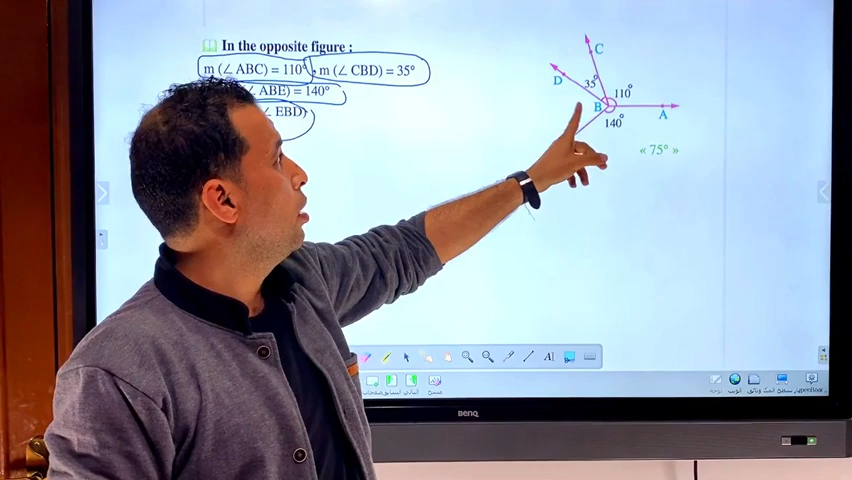 In the opposite figure :
m (∠ ABC) = 110°, m (∠ CBD) = 35°
∠ ABE) = 140°
∠ EBD)
C
D
35°
110°
B
A
140°
« 75° »
A
BENQ